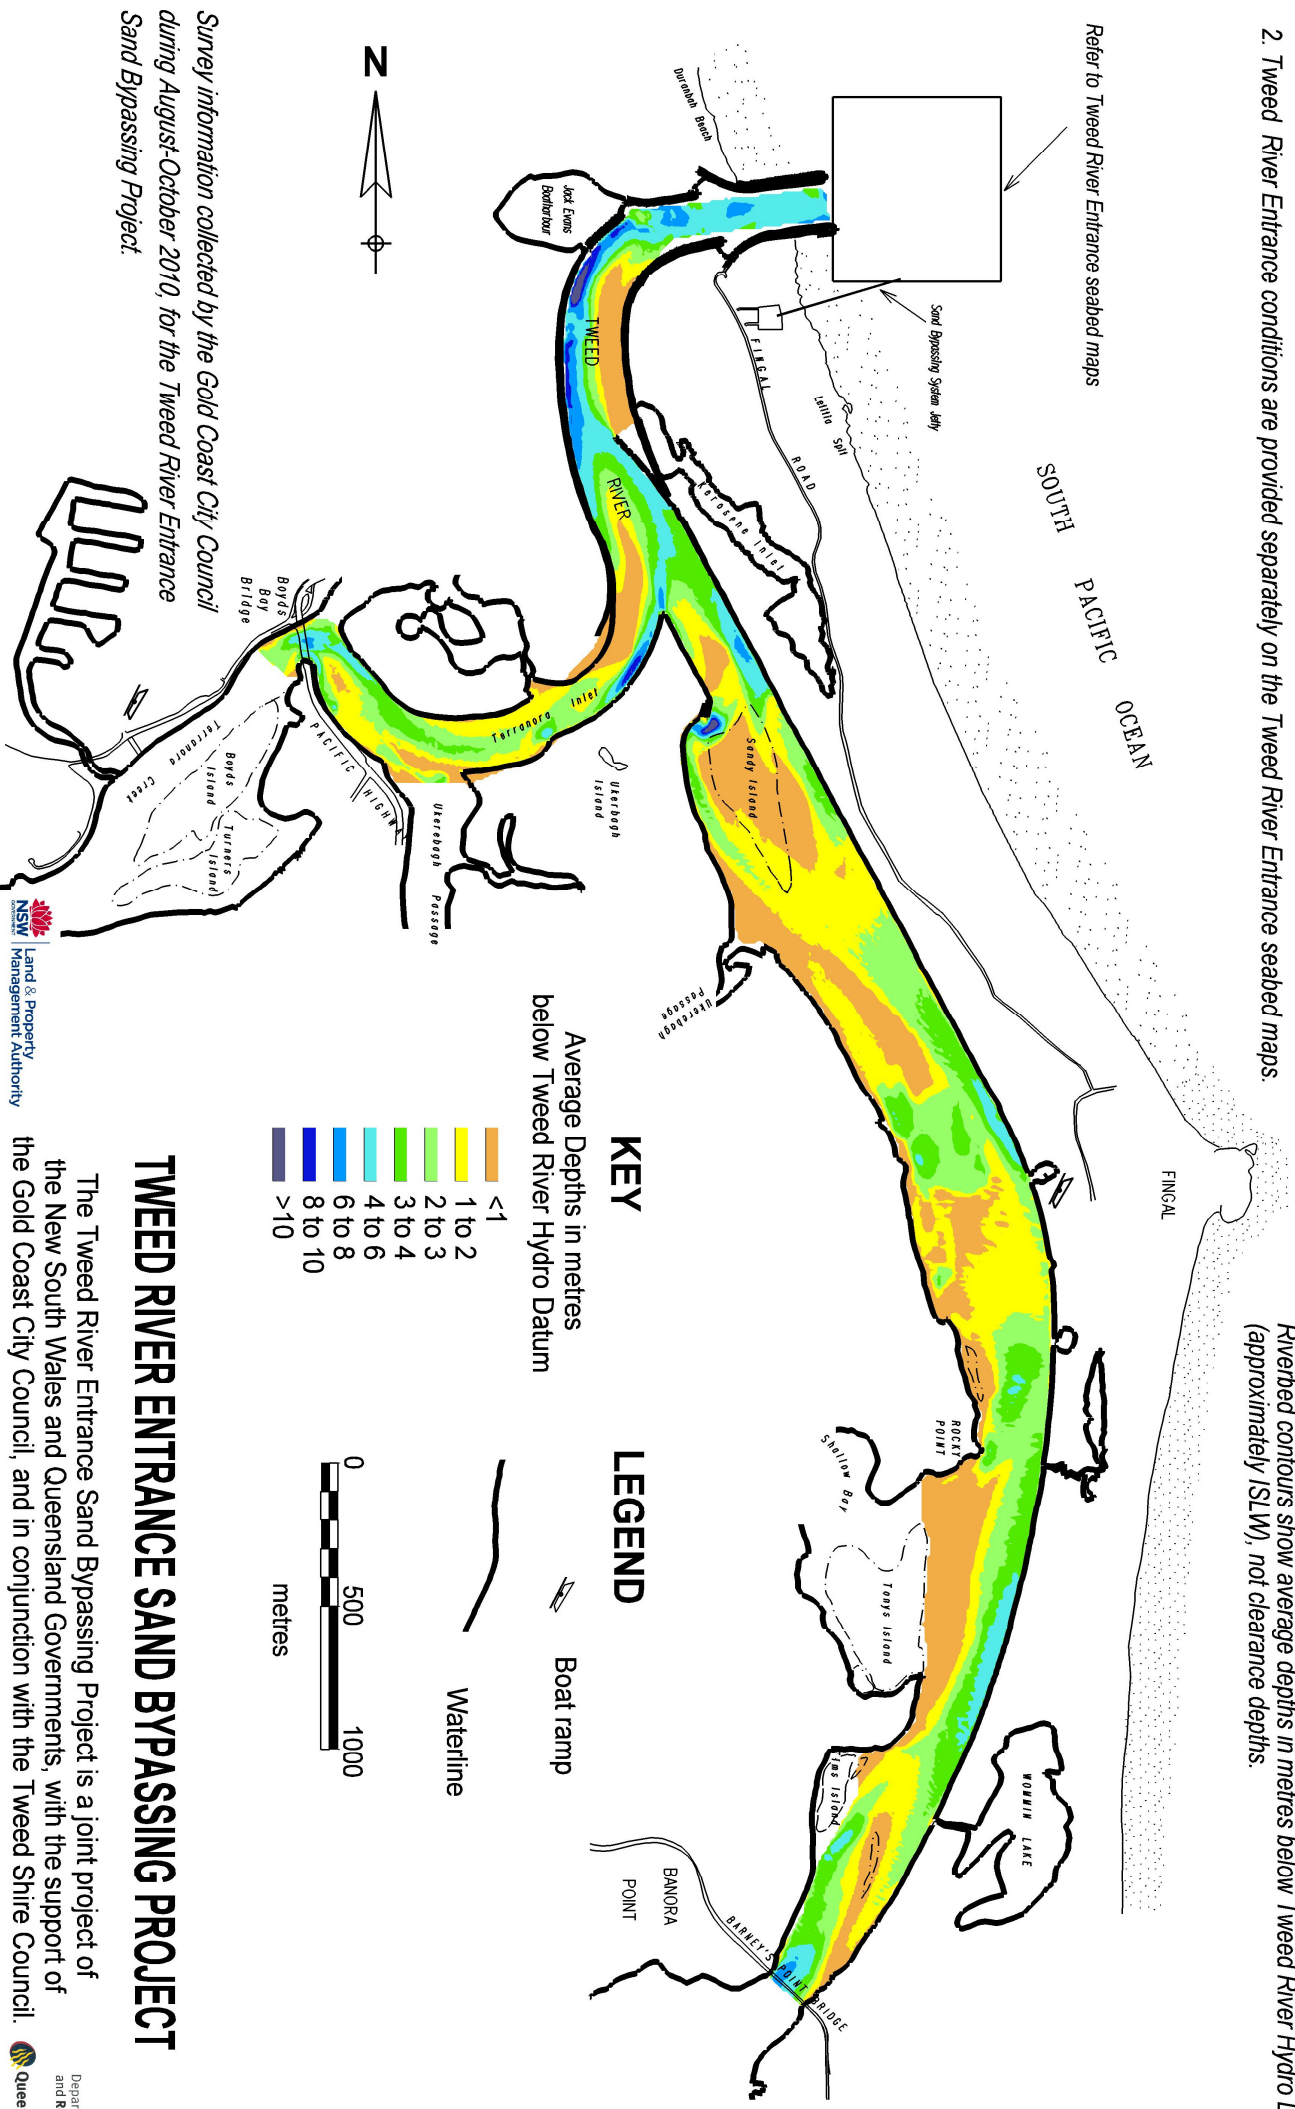 2. Tweed River Entrance conditions are provided separately on the Tweed River Entrance seabed maps.
Riverbed contours show average depths in metres below Tweed River Hydro
(approximately ISLW), not clearance depths.
Refer to Tweed River Entrance seabed maps
SOUTH
PACIFIC
OCEAN
FINGAL
Duranbah Beach
Sand Bypassing System Jetty
Letitia Spit
FINGAL
ROAD
Jack Evans
Boatharbour
TWEED
RIVER
Kerosene Inlet
Sandy Island
Terranora Inlet
Ukerbagh
Island
Ukerebagh
Passage
Ukerebagh Passage
Boyds
Bay
Bridge
PACIFIC
HIGHWAY
Terranora
Creek
Boyds
Island
Turners
Island
ROCKY
POINT
Shallow Bay
Tonys Island
WOMMIN LAKE
BANORA
POINT
BARNEY'S
POINT
BRIDGE
N
Survey information collected by the Gold Coast City Council
during August-October 2010, for the Tweed River Entrance
Sand Bypassing Project.
KEY
Average Depths in metres
below Tweed River Hydro Datum
<1
1 to 2
2 to 3
3 to 4
4 to 6
6 to 8
8 to 10
>10
LEGEND
Boat ramp
Waterline
0
500
1000
metres
TWEED RIVER ENTRANCE SAND BYPASSING PROJECT
The Tweed River Entrance Sand Bypassing Project is a joint project of
the New South Wales and Queensland Governments, with the support of
the Gold Coast City Council, and in conjunction with the Tweed Shire Council.
NSW
GOVERNMENT
Land & Property
Management Authority
Depar
and R
Quee